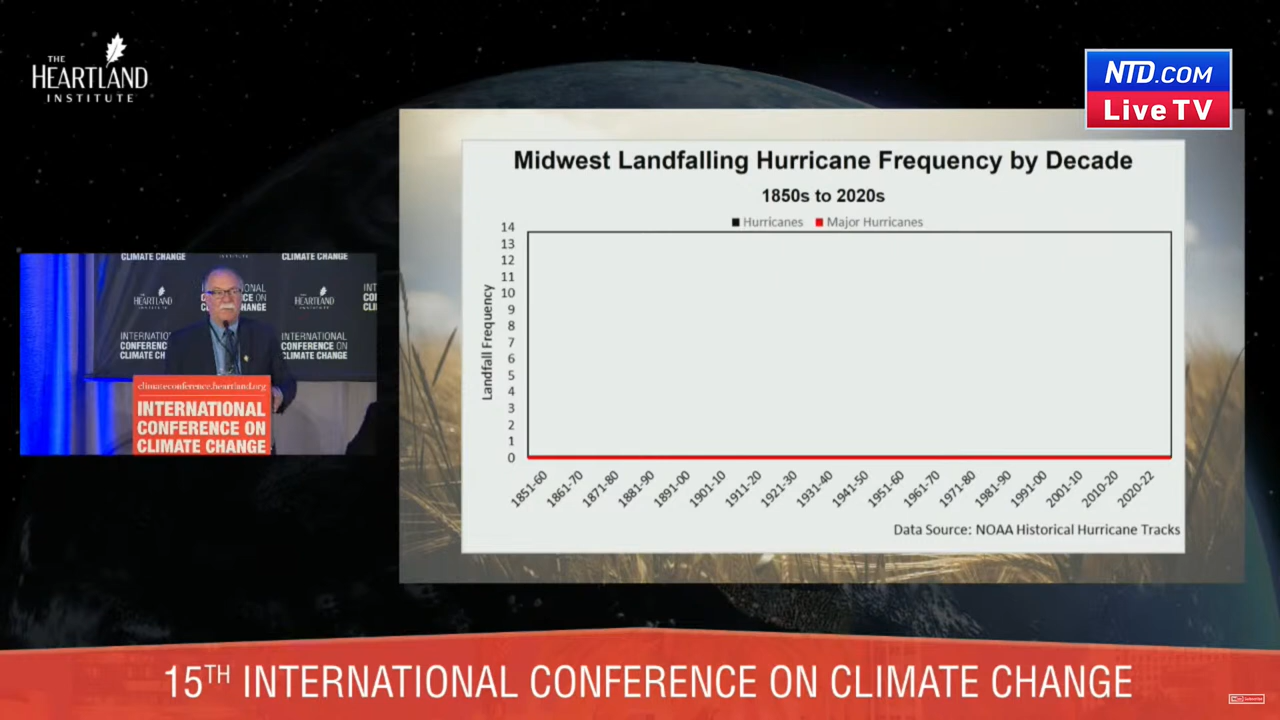 THE
HEARTLAND
INSTITUTE
NTD.COM
Live TV
Midwest Landfalling Hurricane Frequency by Decade
1850s to 2020s
Hurricanes Major Hurricanes
14
13
12
11
10
9
8
7
6
5
4
3
2
1
0
Landfall Frequency
1851-60 1861-70 1871-80 1881-90 1891-00 1901-10 1911-20 1921-30 1931-40 1941-50 1951-60 1961-70 1971-80 1981-90 1991-00 2001-10 2010-20 2020-22
Data Source: NOAA Historical Hurricane Tracks
CLIMATE CHANGE
CLIMATE CHANGE
HEARTLAND
HEARTLAND
INTERNATIONAL
CLIMATE CH
INTERNATIONAL
CONFERENCE ON
CLIMATE CHANGE
climateconference.heartland.org
INTERNATIONAL
CONFERENCE ON
CLIMATE CHANGE
15TH INTERNATIONAL CONFERENCE ON CLIMATE CHANGE